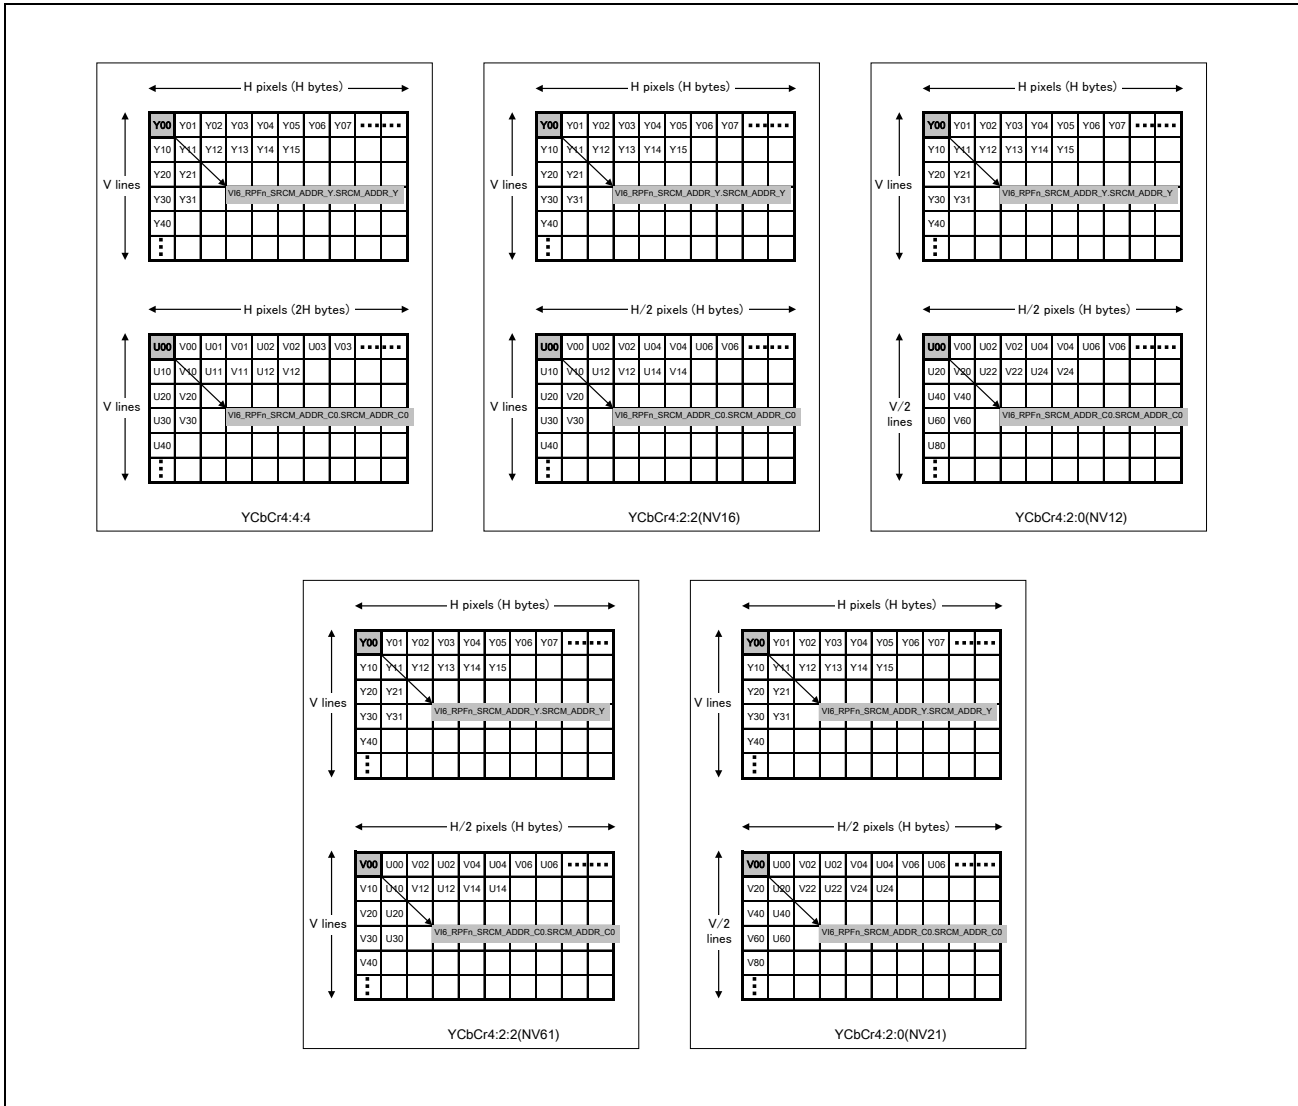 H pixels (H bytes)
Y00 Y01 Y02 Y03 Y04 Y05 Y06 Y07 ••••••
Y10 Y11 Y12 Y13 Y14 Y15
Y20 Y21
V lines
VI6_RPFn_SRCM_ADDR_Y.SRCM_ADDR_Y
Y30 Y31
Y40
H pixels (2H bytes)
U00 V00 U01 V01 U02 V02 U03 V03 ••••••
U10 V10 U11 V11 U12 V12
U20 V20
V lines
VI6_RPFn_SRCM_ADDR_C0.SRCM_ADDR_C0
U30 V30
U40
YCbCr4:4:4
H pixels (H bytes)
Y00 Y01 Y02 Y03 Y04 Y05 Y06 Y07 ••••••
Y10 Y11 Y12 Y13 Y14 Y15
Y20 Y21
V lines
VI6_RPFn_SRCM_ADDR_Y.SRCM_ADDR_Y
Y30 Y31
Y40
H/2 pixels (H bytes)
U00 V00 U02 V02 U04 V04 U06 V06 ••••••
U10 V10 U12 V12 U14 V14
U20 V20
V lines
VI6_RPFn_SRCM_ADDR_C0.SRCM_ADDR_C0
U30 V30
U40
YCbCr4:2:2(NV16)
H pixels (H bytes)
Y00 Y01 Y02 Y03 Y04 Y05 Y06 Y07 ••••••
Y10 Y11 Y12 Y13 Y14 Y15
Y20 Y21
V lines
VI6_RPFn_SRCM_ADDR_Y.SRCM_ADDR_Y
Y30 Y31
Y40
H/2 pixels (H bytes)
U00 V00 U02 V02 U04 V04 U06 V06 ••••••
U20 V20 U22 V22 U24 V24
U40 V40
V/2
lines
VI6_RPFn_SRCM_ADDR_C0.SRCM_ADDR_C0
U60 V60
U80
YCbCr4:2:0(NV12)
H pixels (H bytes)
Y00 Y01 Y02 Y03 Y04 Y05 Y06 Y07 ••••••
Y10 Y11 Y12 Y13 Y14 Y15
Y20 Y21
V lines
VI6_RPFn_SRCM_ADDR_Y.SRCM_ADDR_Y
Y30 Y31
Y40
H/2 pixels (H bytes)
V00 U00 V02 U02 V04 U04 V06 U06 ••••••
V10 U10 V12 U12 V14 U14
V20 U20
V lines
VI6_RPFn_SRCM_ADDR_C0.SRCM_ADDR_C0
V30 U30
V40
YCbCr4:2:2(NV61)
H pixels (H bytes)
Y00 Y01 Y02 Y03 Y04 Y05 Y06 Y07 ••••••
Y10 Y11 Y12 Y13 Y14 Y15
Y20 Y21
V lines
VI6_RPFn_SRCM_ADDR_Y.SRCM_ADDR_Y
Y30 Y31
Y40
H/2 pixels (H bytes)
V00 U00 V02 U02 V04 U04 V06 U06 ••••••
V20 U20 V22 U22 V24 U24
V40 U40
V/2
lines
VI6_RPFn_SRCM_ADDR_C0.SRCM_ADDR_C0
V60 U60
V80
YCbCr4:2:0(NV21)